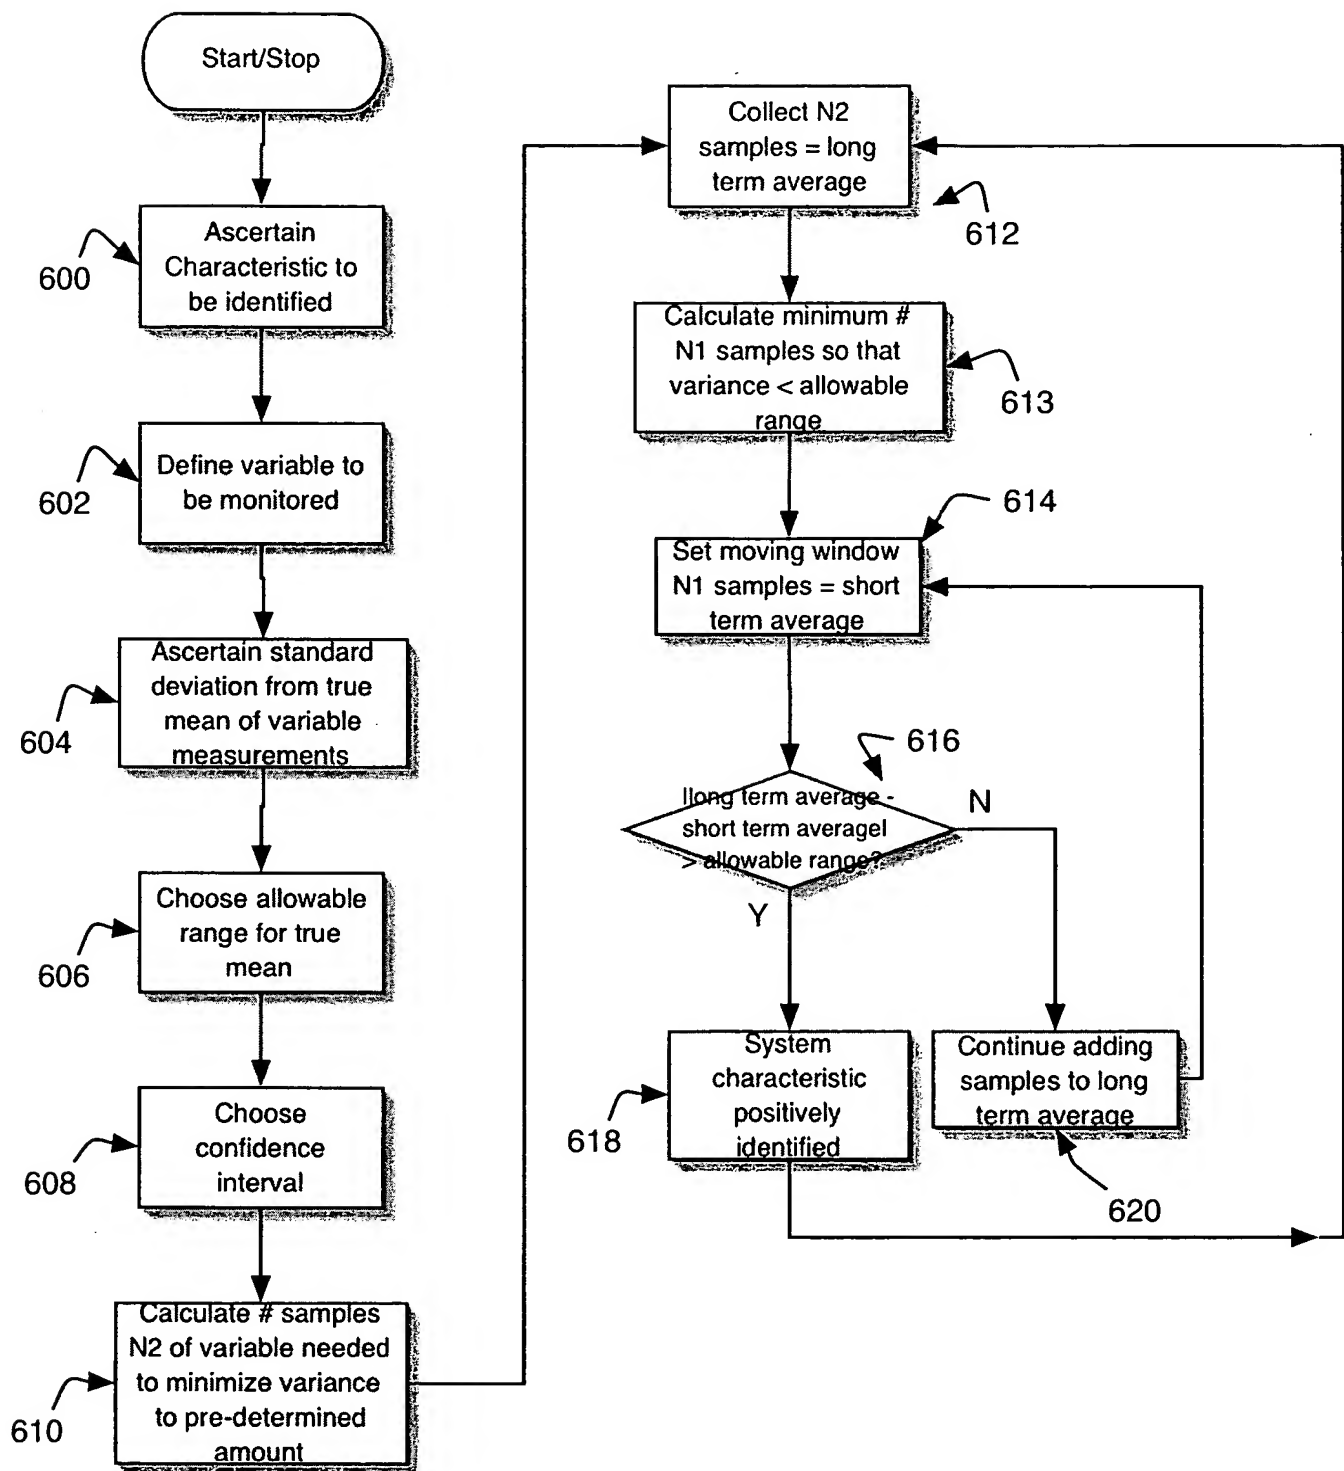 Start/Stop
600
Ascertain
Characteristic to
be identified
602
Define variable to
be monitored
604
Ascertain standard
deviation from true
mean of variable
measurements
606
Choose allowable
range for true
mean
608
Choose
confidence
interval
610
Calculate # samples
N2 of variable needed
to minimize variance
to pre-determined
amount
Collect N2
samples = long
term average
612
Calculate minimum #
N1 samples so that
variance < allowable
range
613
614
Set moving window
N1 samples = short
term average
616
|long term average -
short term average|
> allowable range?
N
Y
618
System
characteristic
positively
identified
Continue adding
samples to long
term average
620